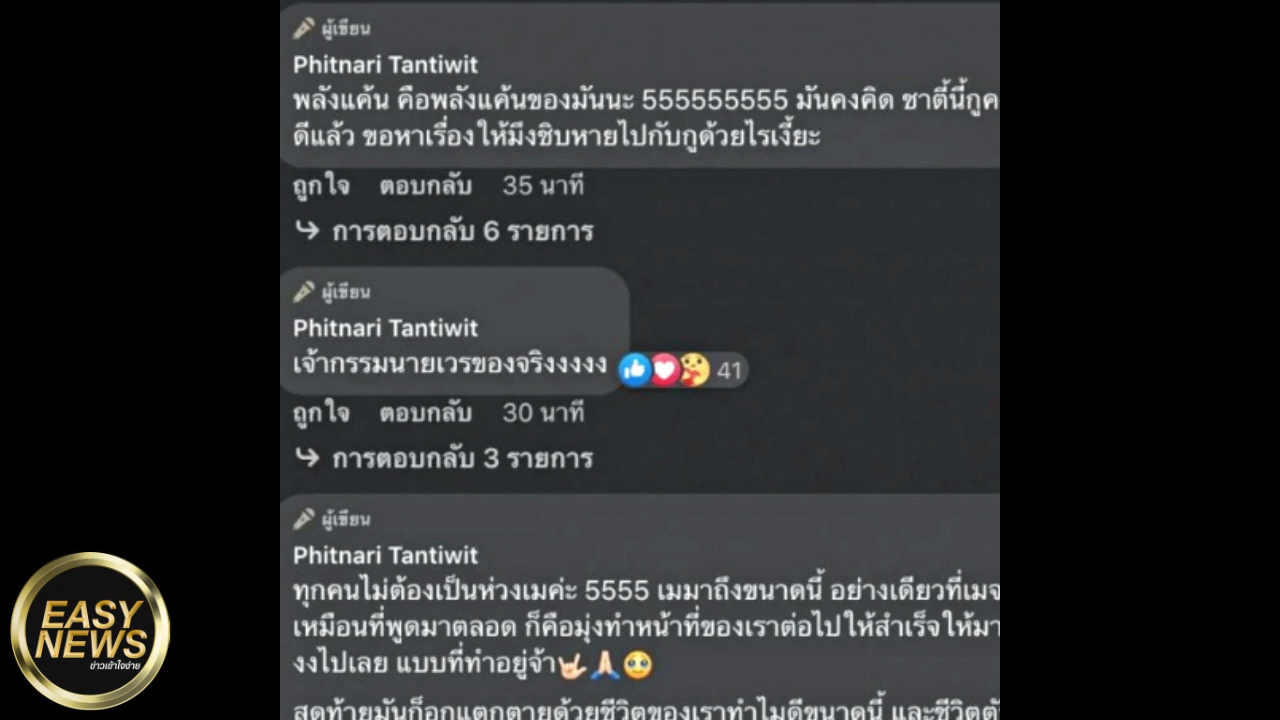 ผู้เขียน
Phitnari Tantiwit
พลังแค้น คือพลังแค้นของมันนะ 555555555 มันคงคิด ชาตี้นี้กูค
ดีแล้ว ขอหาเรื่องให้มึงชิบหายไปกับกูด้วยไรเงี้ยะ
ถูกใจ ตอบกลับ 35 นาที
การตอบกลับ 6 รายการ
ผู้เขียน
Phitnari Tantiwit
เจ้ากรรมนายเวรของจริงงงงง
41
ถูกใจ ตอบกลับ 30 นาที
การตอบกลับ 3 รายการ
ผู้เขียน
Phitnari Tantiwit
ทุกคนไม่ต้องเป็นห่วงเมค่ะ 5555 เมมาถึงขนาดนี้ อย่างเดียวที่เมจ
เหมือนที่พูดมาตลอด ก็คือมุ่งทำหน้าที่ของเราต่อไปให้สำเร็จให้มา
งงไปเลย แบบที่ทำอยู่จ้า🤟🏻🙏🏻🥹
สุดท้ายมันก็อกแตกตายด้วยชีวิตของเราทำไมดีขนาดนี้ และชีวิตตั
EASY
NEWS
ข่าวเข้าใจง่าย